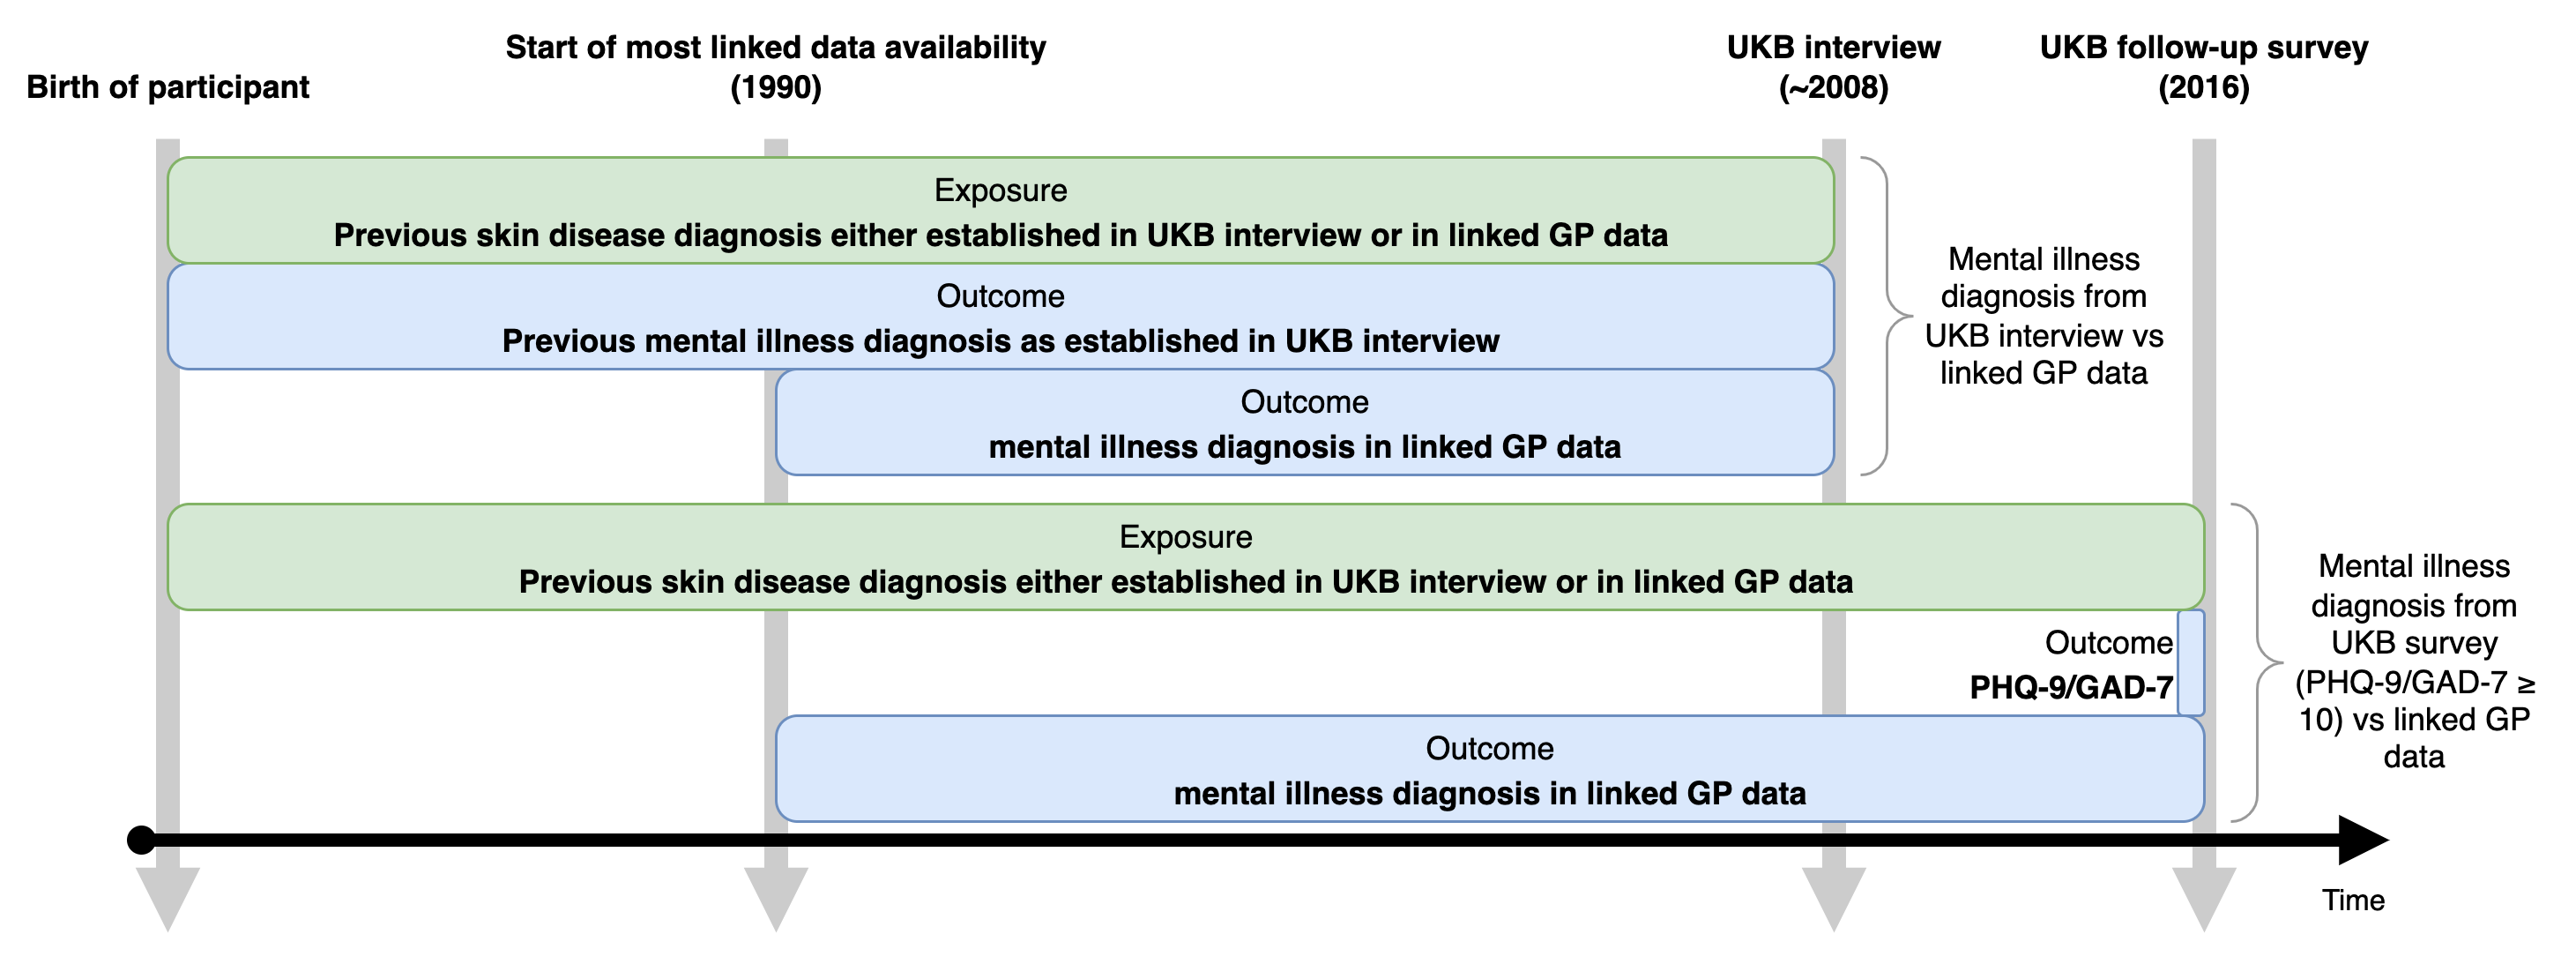 Birth of participant
Start of most linked data availability
(1990)
UKB interview
(~2008)
UKB follow-up survey
(2016)
Exposure
Previous skin disease diagnosis either established in UKB interview or in linked GP data
Outcome
Previous mental illness diagnosis as established in UKB interview
Outcome
mental illness diagnosis in linked GP data
Mental illness
diagnosis from
UKB interview vs
linked GP data
Exposure
Previous skin disease diagnosis either established in UKB interview or in linked GP data
Outcome
PHQ-9/GAD-7
Outcome
mental illness diagnosis in linked GP data
Mental illness
diagnosis from
UKB survey
(PHQ-9/GAD-7 ≥
10) vs linked GP
data
Time